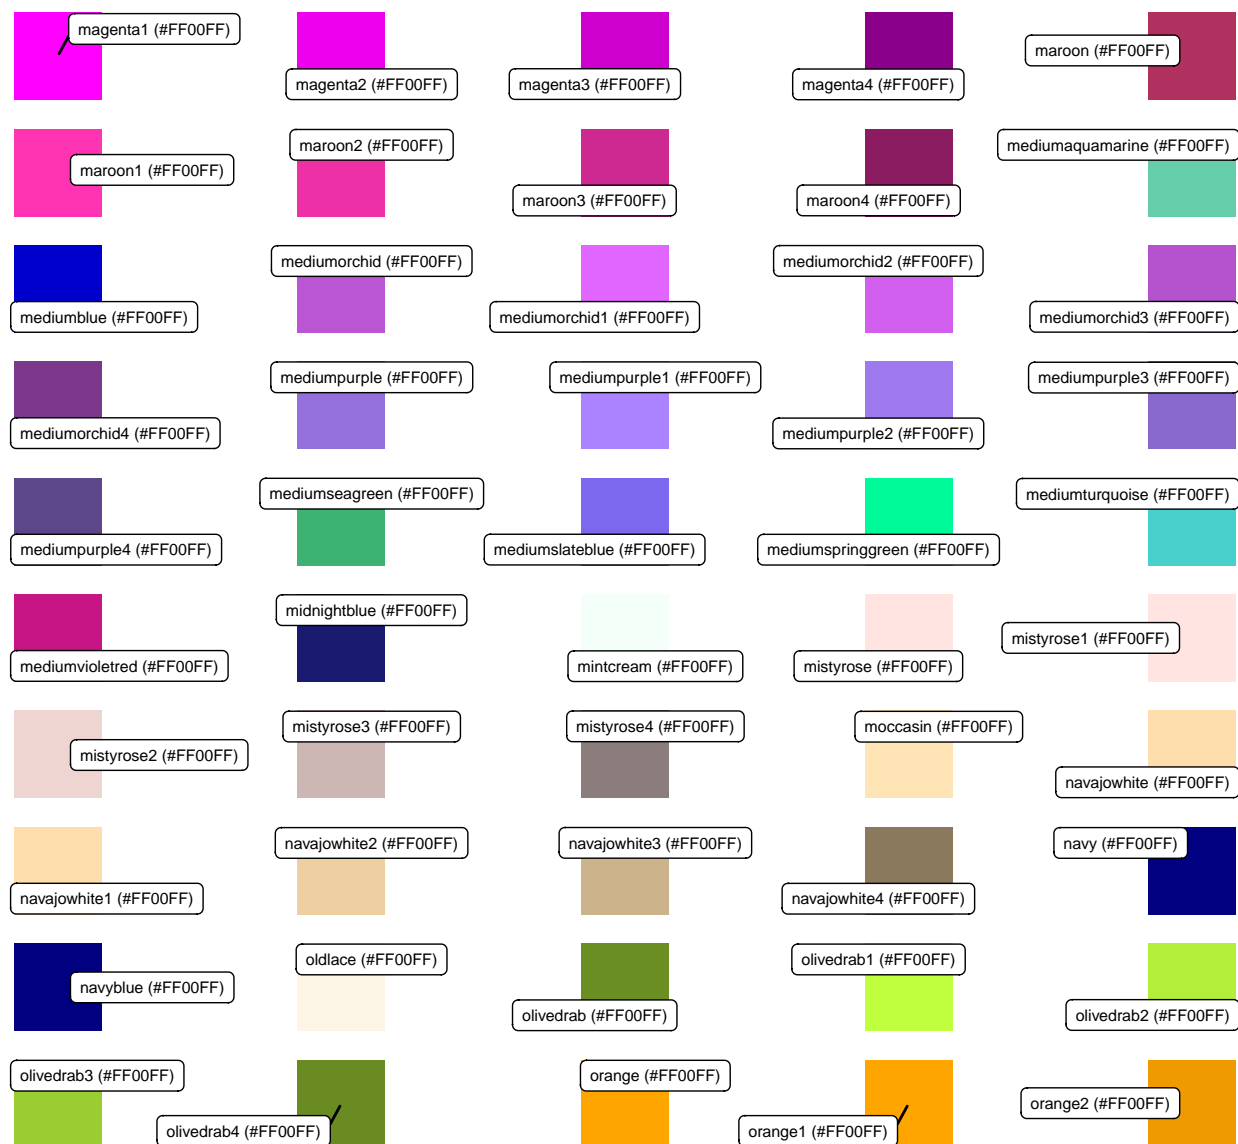 magenta1 (#FF00FF)
magenta2 (#FF00FF)
magenta3 (#FF00FF)
magenta4 (#FF00FF)
maroon (#FF00FF)
maroon1 (#FF00FF)
maroon2 (#FF00FF)
maroon3 (#FF00FF)
maroon4 (#FF00FF)
mediumaquamarine (#FF00FF)
mediumblue (#FF00FF)
mediumorchid (#FF00FF)
mediumorchid1 (#FF00FF)
mediumorchid2 (#FF00FF)
mediumorchid3 (#FF00FF)
mediumorchid4 (#FF00FF)
mediumpurple (#FF00FF)
mediumpurple1 (#FF00FF)
mediumpurple2 (#FF00FF)
mediumpurple3 (#FF00FF)
mediumpurple4 (#FF00FF)
mediumseagreen (#FF00FF)
mediumslateblue (#FF00FF)
mediumspringgreen (#FF00FF)
mediumturquoise (#FF00FF)
mediumvioletred (#FF00FF)
midnightblue (#FF00FF)
mintcream (#FF00FF)
mistyrose (#FF00FF)
mistyrose1 (#FF00FF)
mistyrose2 (#FF00FF)
mistyrose3 (#FF00FF)
mistyrose4 (#FF00FF)
moccasin (#FF00FF)
navajowhite (#FF00FF)
navajowhite1 (#FF00FF)
navajowhite2 (#FF00FF)
navajowhite3 (#FF00FF)
navajowhite4 (#FF00FF)
navy (#FF00FF)
navyblue (#FF00FF)
oldlace (#FF00FF)
olivedrab (#FF00FF)
olivedrab1 (#FF00FF)
olivedrab2 (#FF00FF)
olivedrab3 (#FF00FF)
olivedrab4 (#FF00FF)
orange (#FF00FF)
orange1 (#FF00FF)
orange2 (#FF00FF)